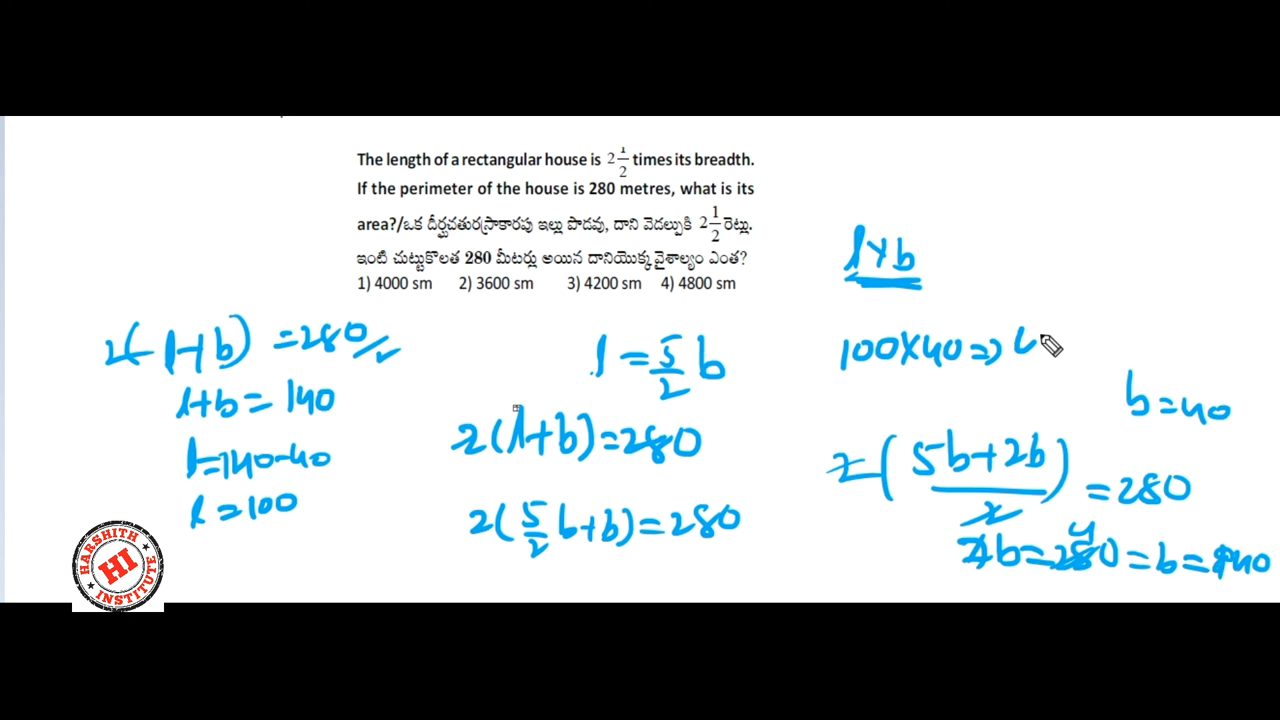 The length of a rectangular house is 2 1/2 times its breadth.
If the perimeter of the house is 280 metres, what is its
area?/ఒక దీర్ఘచతురస్రాకారపు ఇల్లు పొడవు, దాని వెడల్పుకి 2 1/2 రెట్లు.
ఇంటి చుట్టుకొలత 280 మీటర్లు అయిన దానియొక్క వైశాల్యం ఎంత?
1) 4000 sm 2) 3600 sm 3) 4200 sm 4) 4800 sm
l×b
2(l+b) =280
l+b = 140
l=140-40
l=100
l = 5/2 b
2(l+b)=280
2(5/2 b+b)=280
100×40=>
b=40
2(5b+2b/2) =280
7b=280=b=40
HARSHITH
HI
INSTITUTE